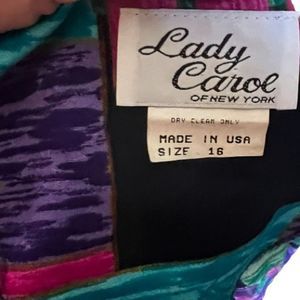 Lady
Carol
OF NEW YORK
DRY CLEAN ONLY
MADE IN USA
SIZE 16